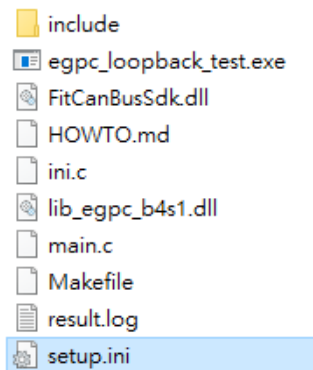 include
egpc_loopback_test.exe
FitCanBusSdk.dll
HOWTO.md
ini.c
lib_egpc_b4s1.dll
main.c
Makefile
result.log
setup.ini